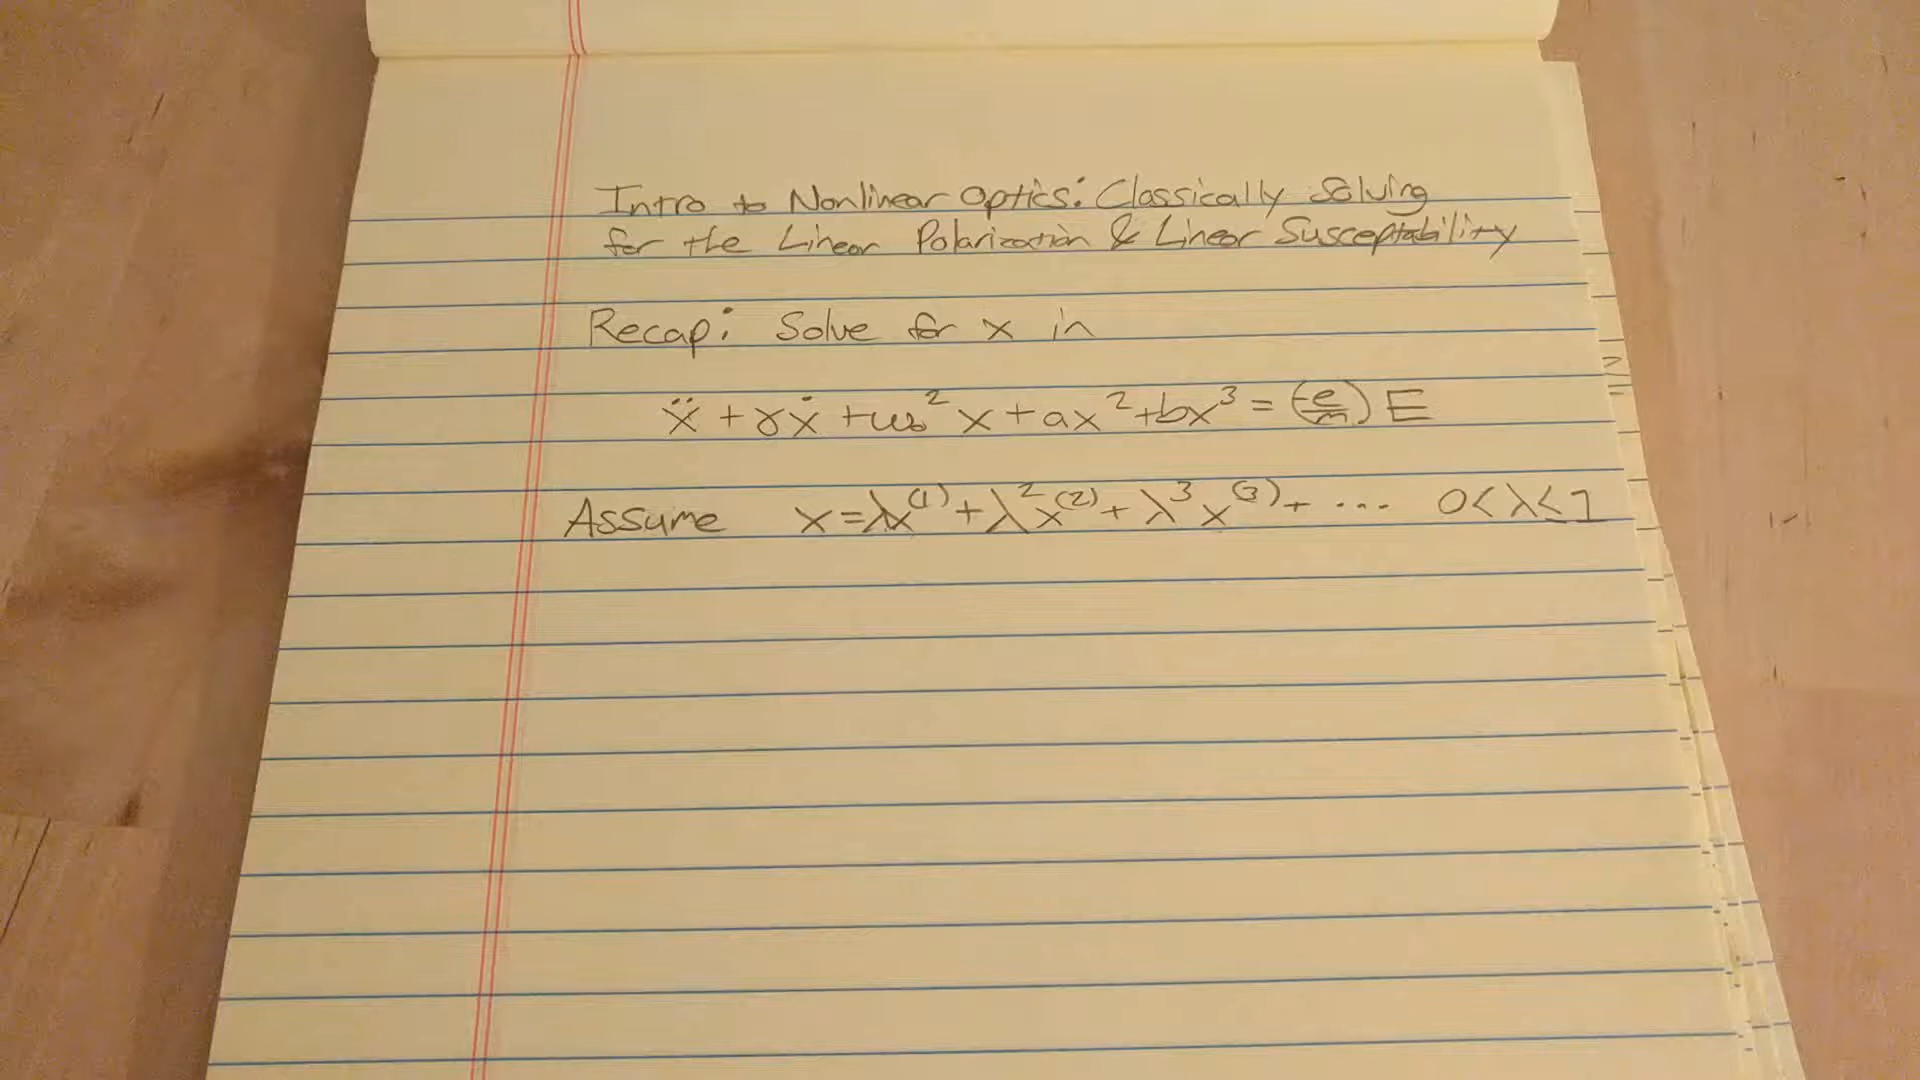 Intro to Nonlinear Optics: Classically Solving
for the Linear Polarization & Linear Susceptability
Recap: Solve for x in
ẍ + γẋ + ω₀²x + ax² + bx³ = (-e/m) E
Assume x = λx⁽¹⁾ + λ²x⁽²⁾ + λ³x⁽³⁾ + ... 0<λ≤1